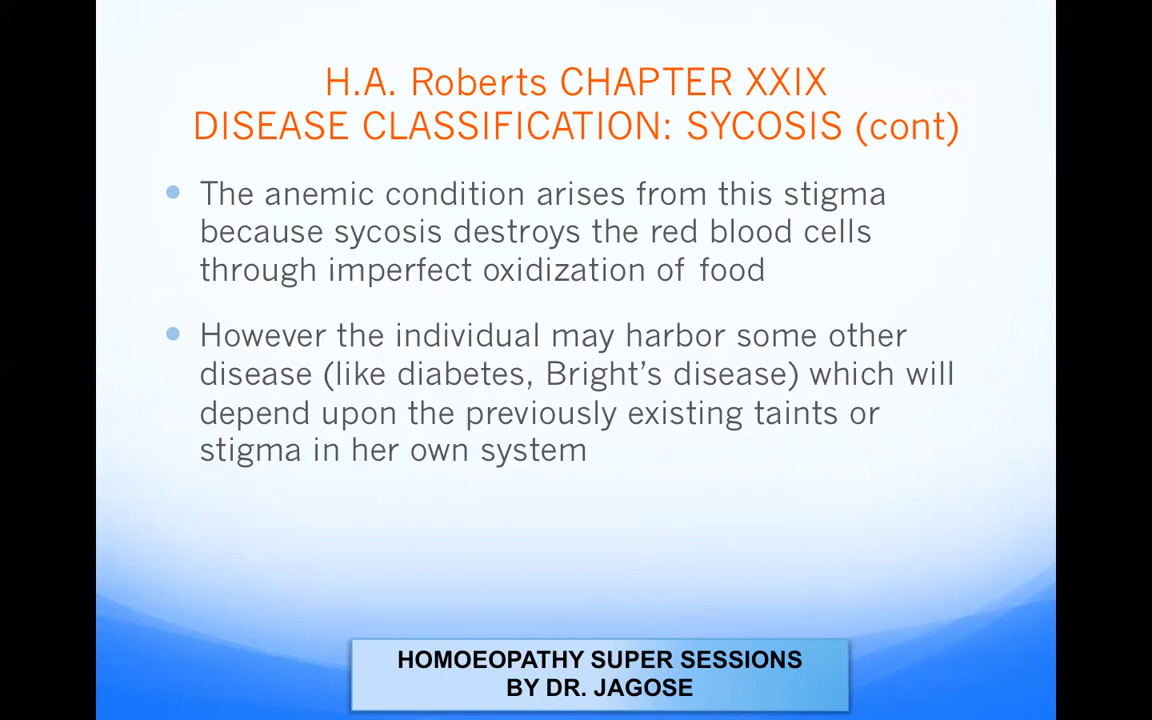 H.A. Roberts CHAPTER XXIX
DISEASE CLASSIFICATION: SYCOSIS (cont)
The anemic condition arises from this stigma
because sycosis destroys the red blood cells
through imperfect oxidization of food
However the individual may harbor some other
disease (like diabetes, Bright’s disease) which will
depend upon the previously existing taints or
stigma in her own system
HOMOEOPATHY SUPER SESSIONS
BY DR. JAGOSE